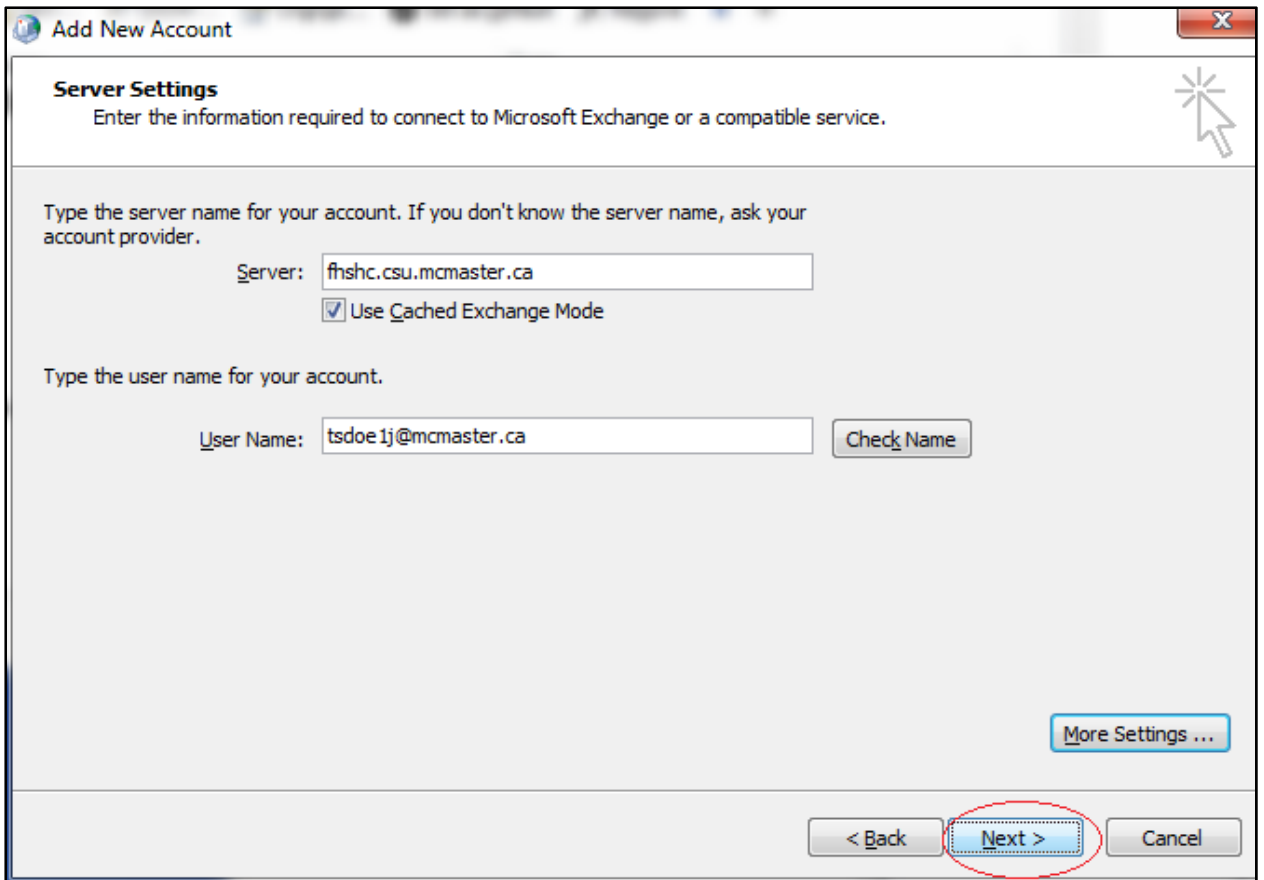 Add New Account
X
Server Settings
Enter the information required to connect to Microsoft Exchange or a compatible service.
Type the server name for your account. If you don't know the server name, ask your
account provider.
Server: fhshc.csu.mcmaster.ca
Use Cached Exchange Mode
Type the user name for your account.
User Name: tsdoe1j@mcmaster.ca Check Name
More Settings ...
< Back Next > Cancel